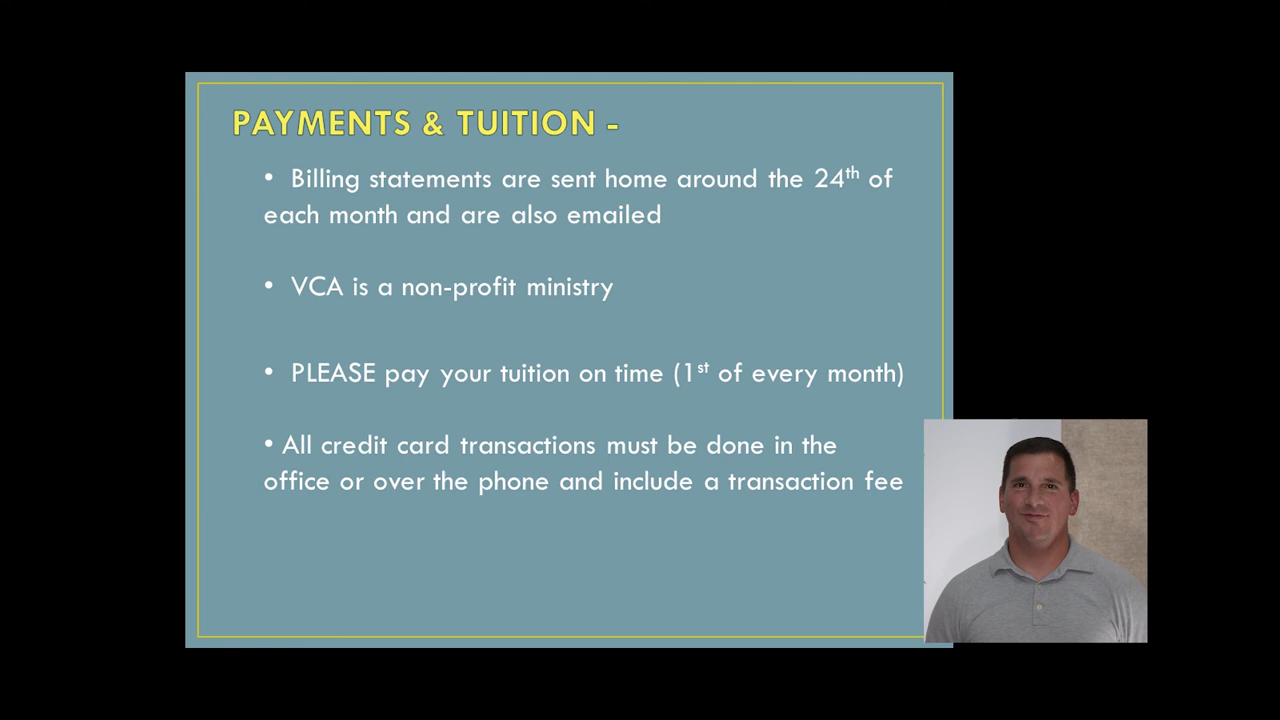 PAYMENTS & TUITION -
• Billing statements are sent home around the 24th of
each month and are also emailed
• VCA is a non-profit ministry
• PLEASE pay your tuition on time (1st of every month)
• All credit card transactions must be done in the
office or over the phone and include a transaction fee